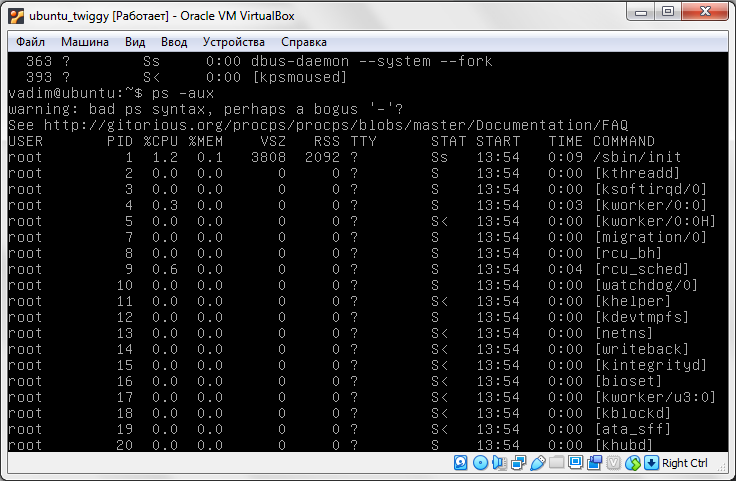 ubuntu_twiggy [Работает] - Oracle VM VirtualBox
Файл Машина Вид Ввод Устройства Справка
363 ? Ss 0:00 dbus-daemon --system --fork
393 ? S< 0:00 [kpsmoused]
vadim@ubuntu:~$ ps -aux
warning: bad ps syntax, perhaps a bogus '-'?
See http://gitorious.org/procps/procps/blobs/master/Documentation/FAQ
USER PID %CPU %MEM VSZ RSS TTY STAT START TIME COMMAND
root 1 1.2 0.1 3808 2092 ? Ss 13:54 0:09 /sbin/init
root 2 0.0 0.0 0 0 ? S 13:54 0:00 [kthreadd]
root 3 0.0 0.0 0 0 ? S 13:54 0:00 [ksoftirqd/0]
root 4 0.3 0.0 0 0 ? S 13:54 0:03 [kworker/0:0]
root 5 0.0 0.0 0 0 ? S< 13:54 0:00 [kworker/0:0H]
root 7 0.0 0.0 0 0 ? S 13:54 0:00 [migration/0]
root 8 0.0 0.0 0 0 ? S 13:54 0:00 [rcu_bh]
root 9 0.6 0.0 0 0 ? S 13:54 0:04 [rcu_sched]
root 10 0.0 0.0 0 0 ? S 13:54 0:00 [watchdog/0]
root 11 0.0 0.0 0 0 ? S< 13:54 0:00 [khelper]
root 12 0.0 0.0 0 0 ? S 13:54 0:00 [kdevtmpfs]
root 13 0.0 0.0 0 0 ? S< 13:54 0:00 [netns]
root 14 0.0 0.0 0 0 ? S< 13:54 0:00 [writeback]
root 15 0.0 0.0 0 0 ? S< 13:54 0:00 [kintegrityd]
root 16 0.0 0.0 0 0 ? S< 13:54 0:00 [bioset]
root 17 0.0 0.0 0 0 ? S< 13:54 0:00 [kworker/u3:0]
root 18 0.0 0.0 0 0 ? S< 13:54 0:00 [kblockd]
root 19 0.0 0.0 0 0 ? S< 13:54 0:00 [ata_sff]
root 20 0.0 0.0 0 0 ? S 13:54 0:00 [khubd]
Right Ctrl